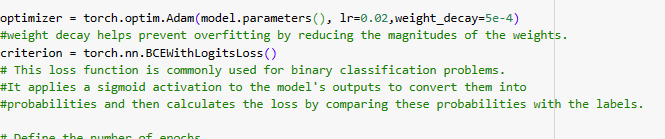 optimizer = torch.optim.Adam(model.parameters(), lr=0.02,weight_decay=5e-4)
#weight decay helps prevent overfitting by reducing the magnitudes of the weights.
criterion = torch.nn.BCEWithLogitsLoss()
# This loss function is commonly used for binary classification problems.
#It applies a sigmoid activation to the model's outputs to convert them into
#probabilities and then calculates the loss by comparing these probabilities with the labels.
# Define the number of epochs